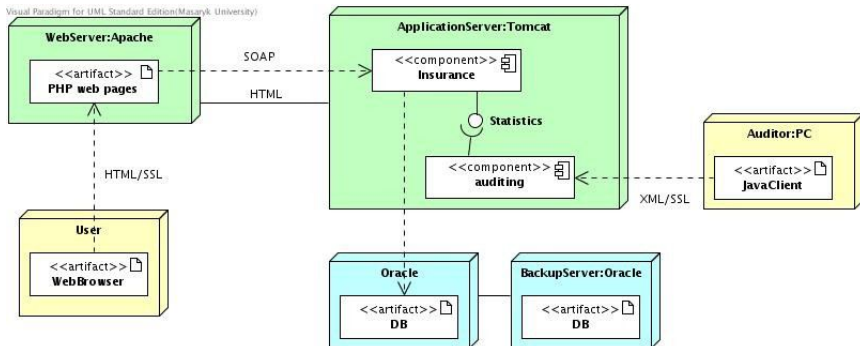 Visual Paradigm for UML Standard Edition(Masaryk University)
WebServer:Apache
<<artifact>>
PHP web pages
SOAP
HTML
ApplicationServer:Tomcat
<<component>>
Insurance
Statistics
<<component>>
auditing
Auditor:PC
<<artifact>>
JavaClient
XML/SSL
HTML/SSL
User
<<artifact>>
WebBrowser
Oracle
<<artifact>>
DB
BackupServer:Oracle
<<artifact>>
DB